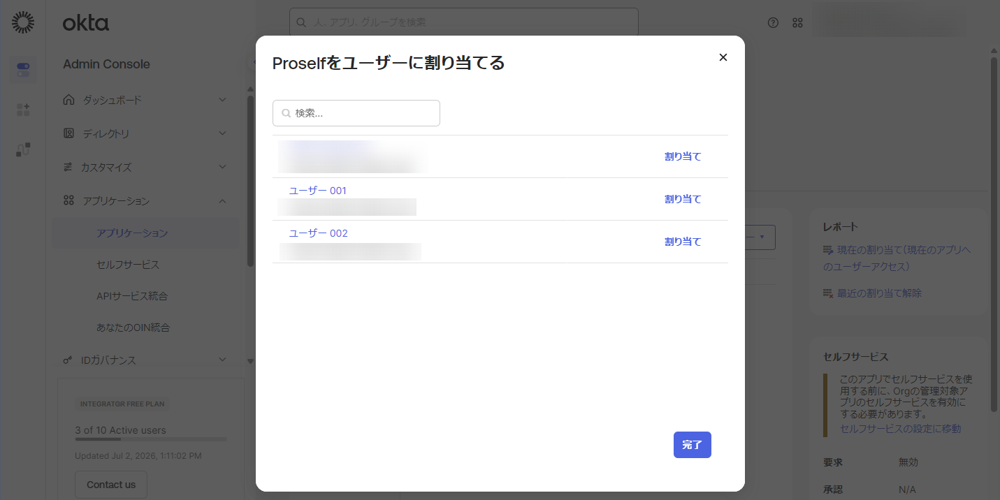 okta
人、アプリ、グループを検索
Admin Console
ダッシュボード
ディレクトリ
カスタマイズ
アプリケーション
アプリケーション
セルフサービス
APIサービス統合
あなたのOIN統合
IDガバナンス
INTEGRATOR FREE PLAN
3 of 10 Active users
Updated Jul 2, 2026, 1:11:02 PM
Contact us
Proselfをユーザーに割り当てる
検索...
割り当て
ユーザー 001
割り当て
ユーザー 002
割り当て
完了
レポート
現在の割り当て（現在のアプリへ
のユーザーアクセス）
最近の割り当て解除
セルフサービス
このアプリでセルフサービスを使
用する前に、Orgの管理対象ア
プリのセルフサービスを有効に
する必要があります。
セルフサービスの設定に移動
要求 無効
承認 N/A